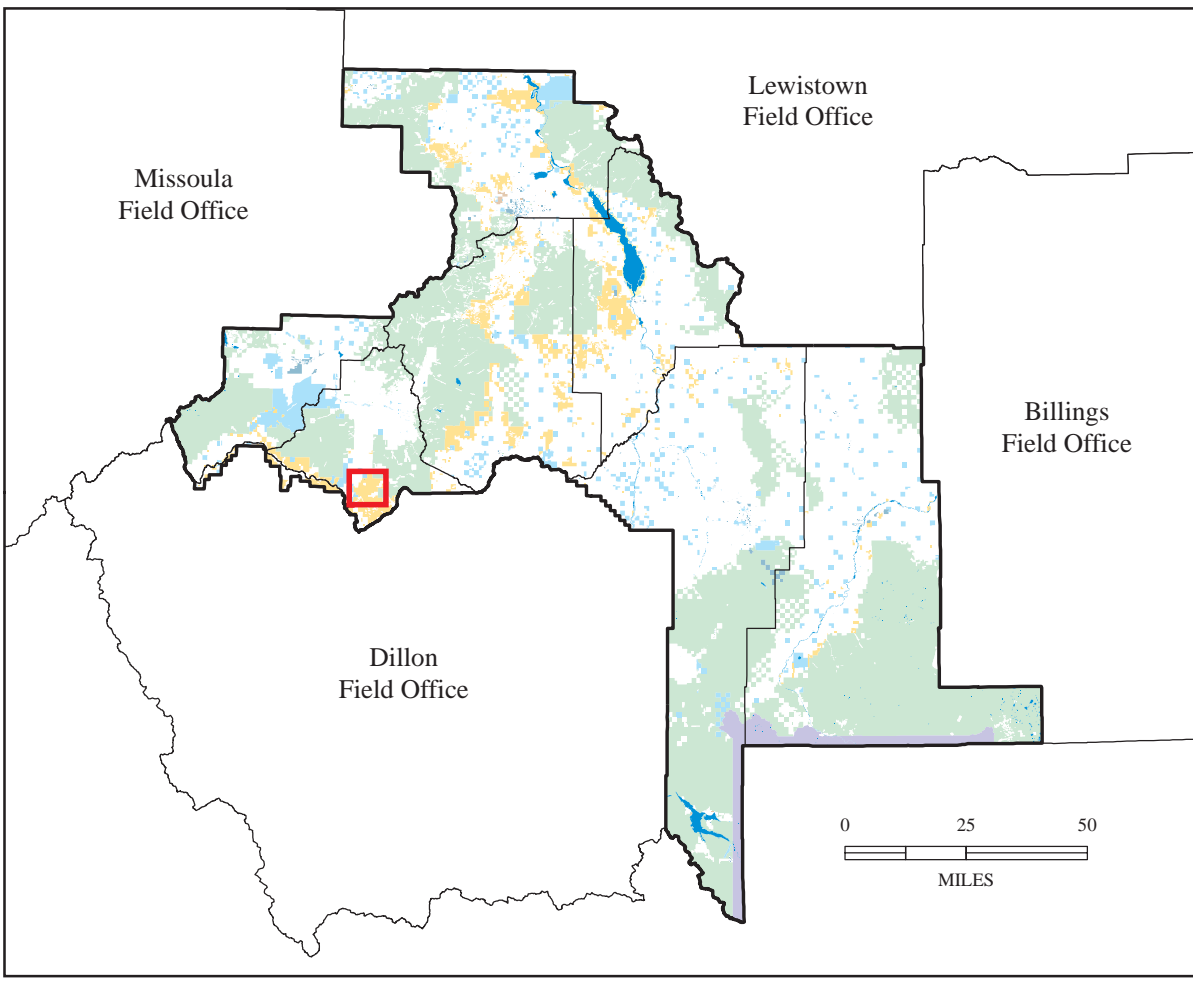 Lewistown
Field Office
Missoula
Field Office
Billings
Field Office
Dillon
Field Office
0 25 50
MILES